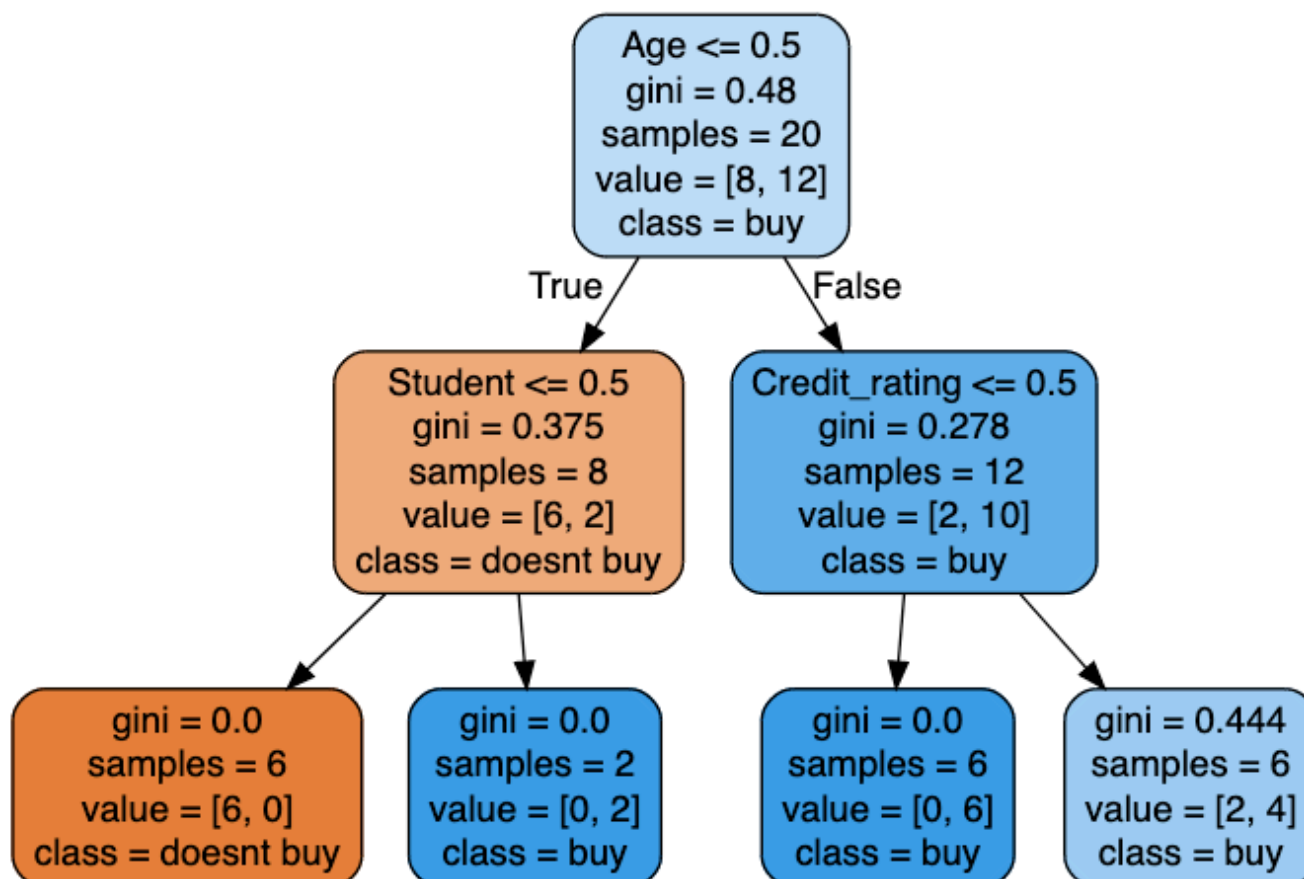 Age <= 0.5
gini = 0.48
samples = 20
value = [8, 12]
class = buy
True
False
Student <= 0.5
gini = 0.375
samples = 8
value = [6, 2]
class = doesnt buy
Credit_rating <= 0.5
gini = 0.278
samples = 12
value = [2, 10]
class = buy
gini = 0.0
samples = 6
value = [6, 0]
class = doesnt buy
gini = 0.0
samples = 2
value = [0, 2]
class = buy
gini = 0.0
samples = 6
value = [0, 6]
class = buy
gini = 0.444
samples = 6
value = [2, 4]
class = buy